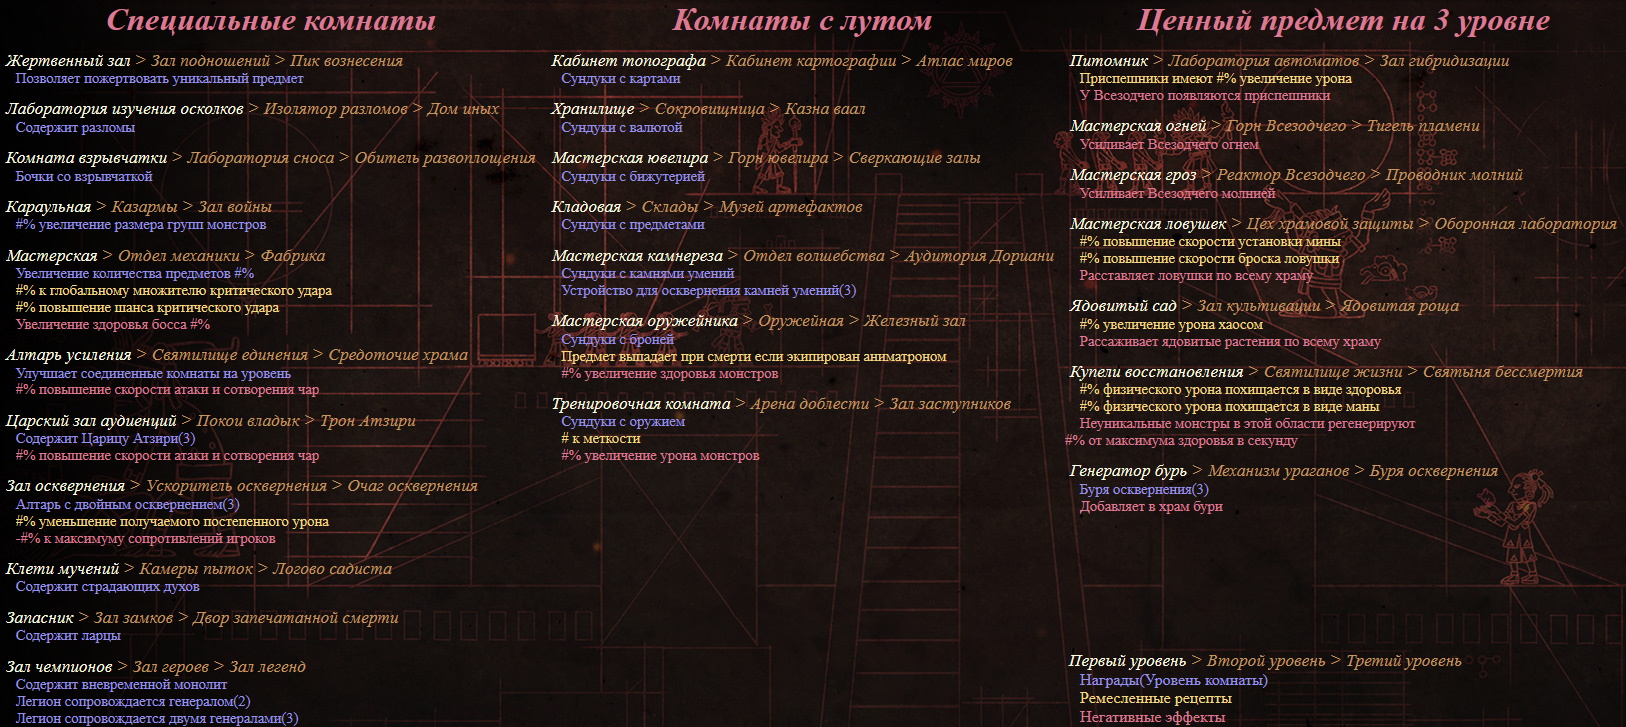 Специальные комнаты
Жертвенный зал > Зал подношений > Пик вознесения
Позволяет пожертвовать уникальный предмет
Лаборатория изучения осколков > Изолятор разломов > Дом иных
Содержит разломы
Комната взрывчатки > Лаборатория сноса > Обитель развоплощения
Бочки со взрывчаткой
Караульная > Казармы > Зал войны
#% увеличение размера групп монстров
Мастерская > Отдел механики > Фабрика
Увеличение количества предметов #%
#% к глобальному множителю критического удара
#% повышение шанса критического удара
Увеличение здоровья босса #%
Алтарь усиления > Святилище единения > Средоточие храма
Улучшает соединенные комнаты на уровень
#% повышение скорости атаки и сотворения чар
Царский зал аудиенций > Покои владык > Трон Атзири
Содержит Царицу Атзири(3)
#% повышение скорости атаки и сотворения чар
Зал осквернения > Ускоритель осквернения > Очаг осквернения
Алтарь с двойным осквернением(3)
#% уменьшение получаемого постепенного урона
-#% к максимуму сопротивлений игроков
Клети мучений > Камеры пыток > Логово садиста
Содержит страдающих духов
Запасник > Зал замков > Двор запечатанной смерти
Содержит ларцы
Зал чемпионов > Зал героев > Зал легенд
Содержит вневременной монолит
Легион сопровождается генералом(2)
Легион сопровождается двумя генералами(3)
Комнаты с лутом
Кабинет топографа > Кабинет картографии > Атлас миров
Сундуки с картами
Хранилище > Сокровищница > Казна ваал
Сундуки с валютой
Мастерская ювелира > Горн ювелира > Сверкающие залы
Сундуки с бижутерией
Кладовая > Склады > Музей артефактов
Сундуки с предметами
Мастерская камнереза > Отдел волшебства > Аудитория Дориани
Сундуки с камнями умений
Устройство для осквернения камней умений(3)
Мастерская оружейника > Оружейная > Железный зал
Сундуки с броней
Предмет выпадает при смерти если экипирован аниматроном
#% увеличение здоровья монстров
Тренировочная комната > Арена доблести > Зал заступников
Сундуки с оружием
# к меткости
#% увеличение урона монстров
Ценный предмет на 3 уровне
Питомник > Лаборатория автоматов > Зал гибридизации
Приспешники имеют #% увеличение урона
У Всезодчего появляются приспешники
Мастерская огней > Горн Всезодчего > Тигель пламени
Усиливает Всезодчего огнем
Мастерская гроз > Реактор Всезодчего > Проводник молний
Усиливает Всезодчего молнией
Мастерская ловушек > Цех храмовой защиты > Оборонная лаборатория
#% повышение скорости установки мины
#% повышение скорости броска ловушки
Расставляет ловушки по всему храму
Ядовитый сад > Зал культивации > Ядовитая роща
#% увеличение урона хаосом
Рассаживает ядовитые растения по всему храму
Купели восстановления > Святилище жизни > Святыня бессмертия
#% физического урона похищается в виде здоровья
#% физического урона похищается в виде маны
Неуникальные монстры в этой области регенерируют
#% от максимума здоровья в секунду
Генератор бурь > Механизм ураганов > Буря осквернения
Буря осквернения(3)
Добавляет в храм бури
Первый уровень > Второй уровень > Третий уровень
Награды(Уровень комнаты)
Ремесленные рецепты
Негативные эффекты